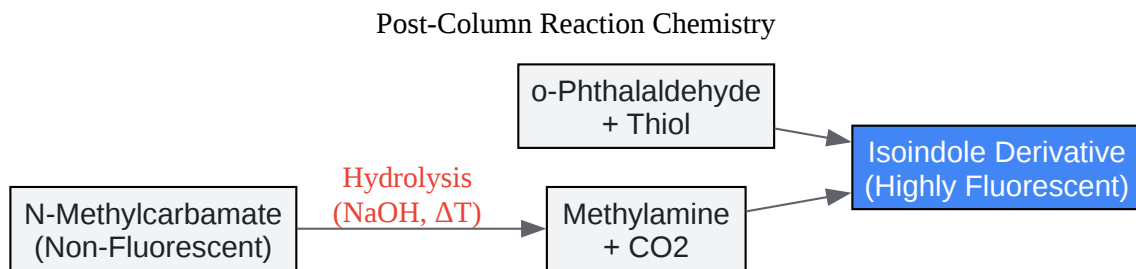 Post-Column Reaction Chemistry
o-Phthalaldehyde
+ Thiol
Isoindole Derivative
(Highly Fluorescent)
Hydrolysis
(NaOH, ΔT)
N-Methylcarbamate
(Non-Fluorescent)
Methylamine
+ CO2